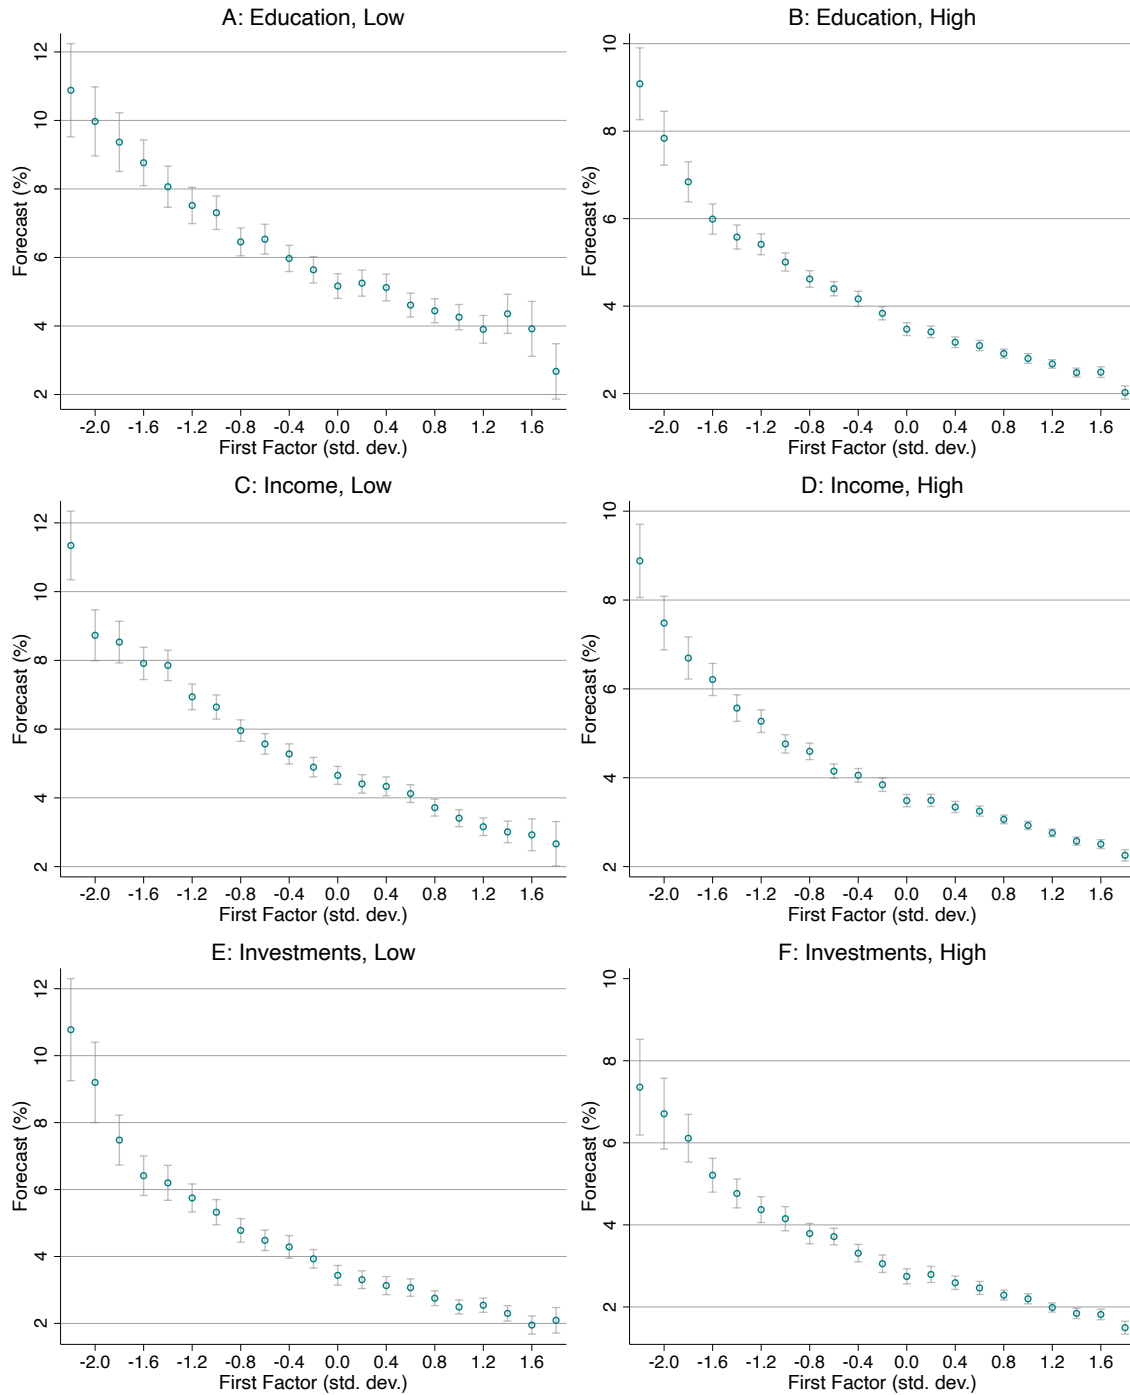 A: Education, Low
12
10
8
6
4
2
Forecast (%)
-2.0 -1.6 -1.2 -0.8 -0.4 0.0 0.4 0.8 1.2 1.6
First Factor (std. dev.)
B: Education, High
10
8
6
4
2
Forecast (%)
-2.0 -1.6 -1.2 -0.8 -0.4 0.0 0.4 0.8 1.2 1.6
First Factor (std. dev.)
C: Income, Low
12
10
8
6
4
2
Forecast (%)
-2.0 -1.6 -1.2 -0.8 -0.4 0.0 0.4 0.8 1.2 1.6
First Factor (std. dev.)
D: Income, High
10
8
6
4
2
Forecast (%)
-2.0 -1.6 -1.2 -0.8 -0.4 0.0 0.4 0.8 1.2 1.6
First Factor (std. dev.)
E: Investments, Low
12
10
8
6
4
2
Forecast (%)
-2.0 -1.6 -1.2 -0.8 -0.4 0.0 0.4 0.8 1.2 1.6
First Factor (std. dev.)
F: Investments, High
10
8
6
4
2
Forecast (%)
-2.0 -1.6 -1.2 -0.8 -0.4 0.0 0.4 0.8 1.2 1.6
First Factor (std. dev.)